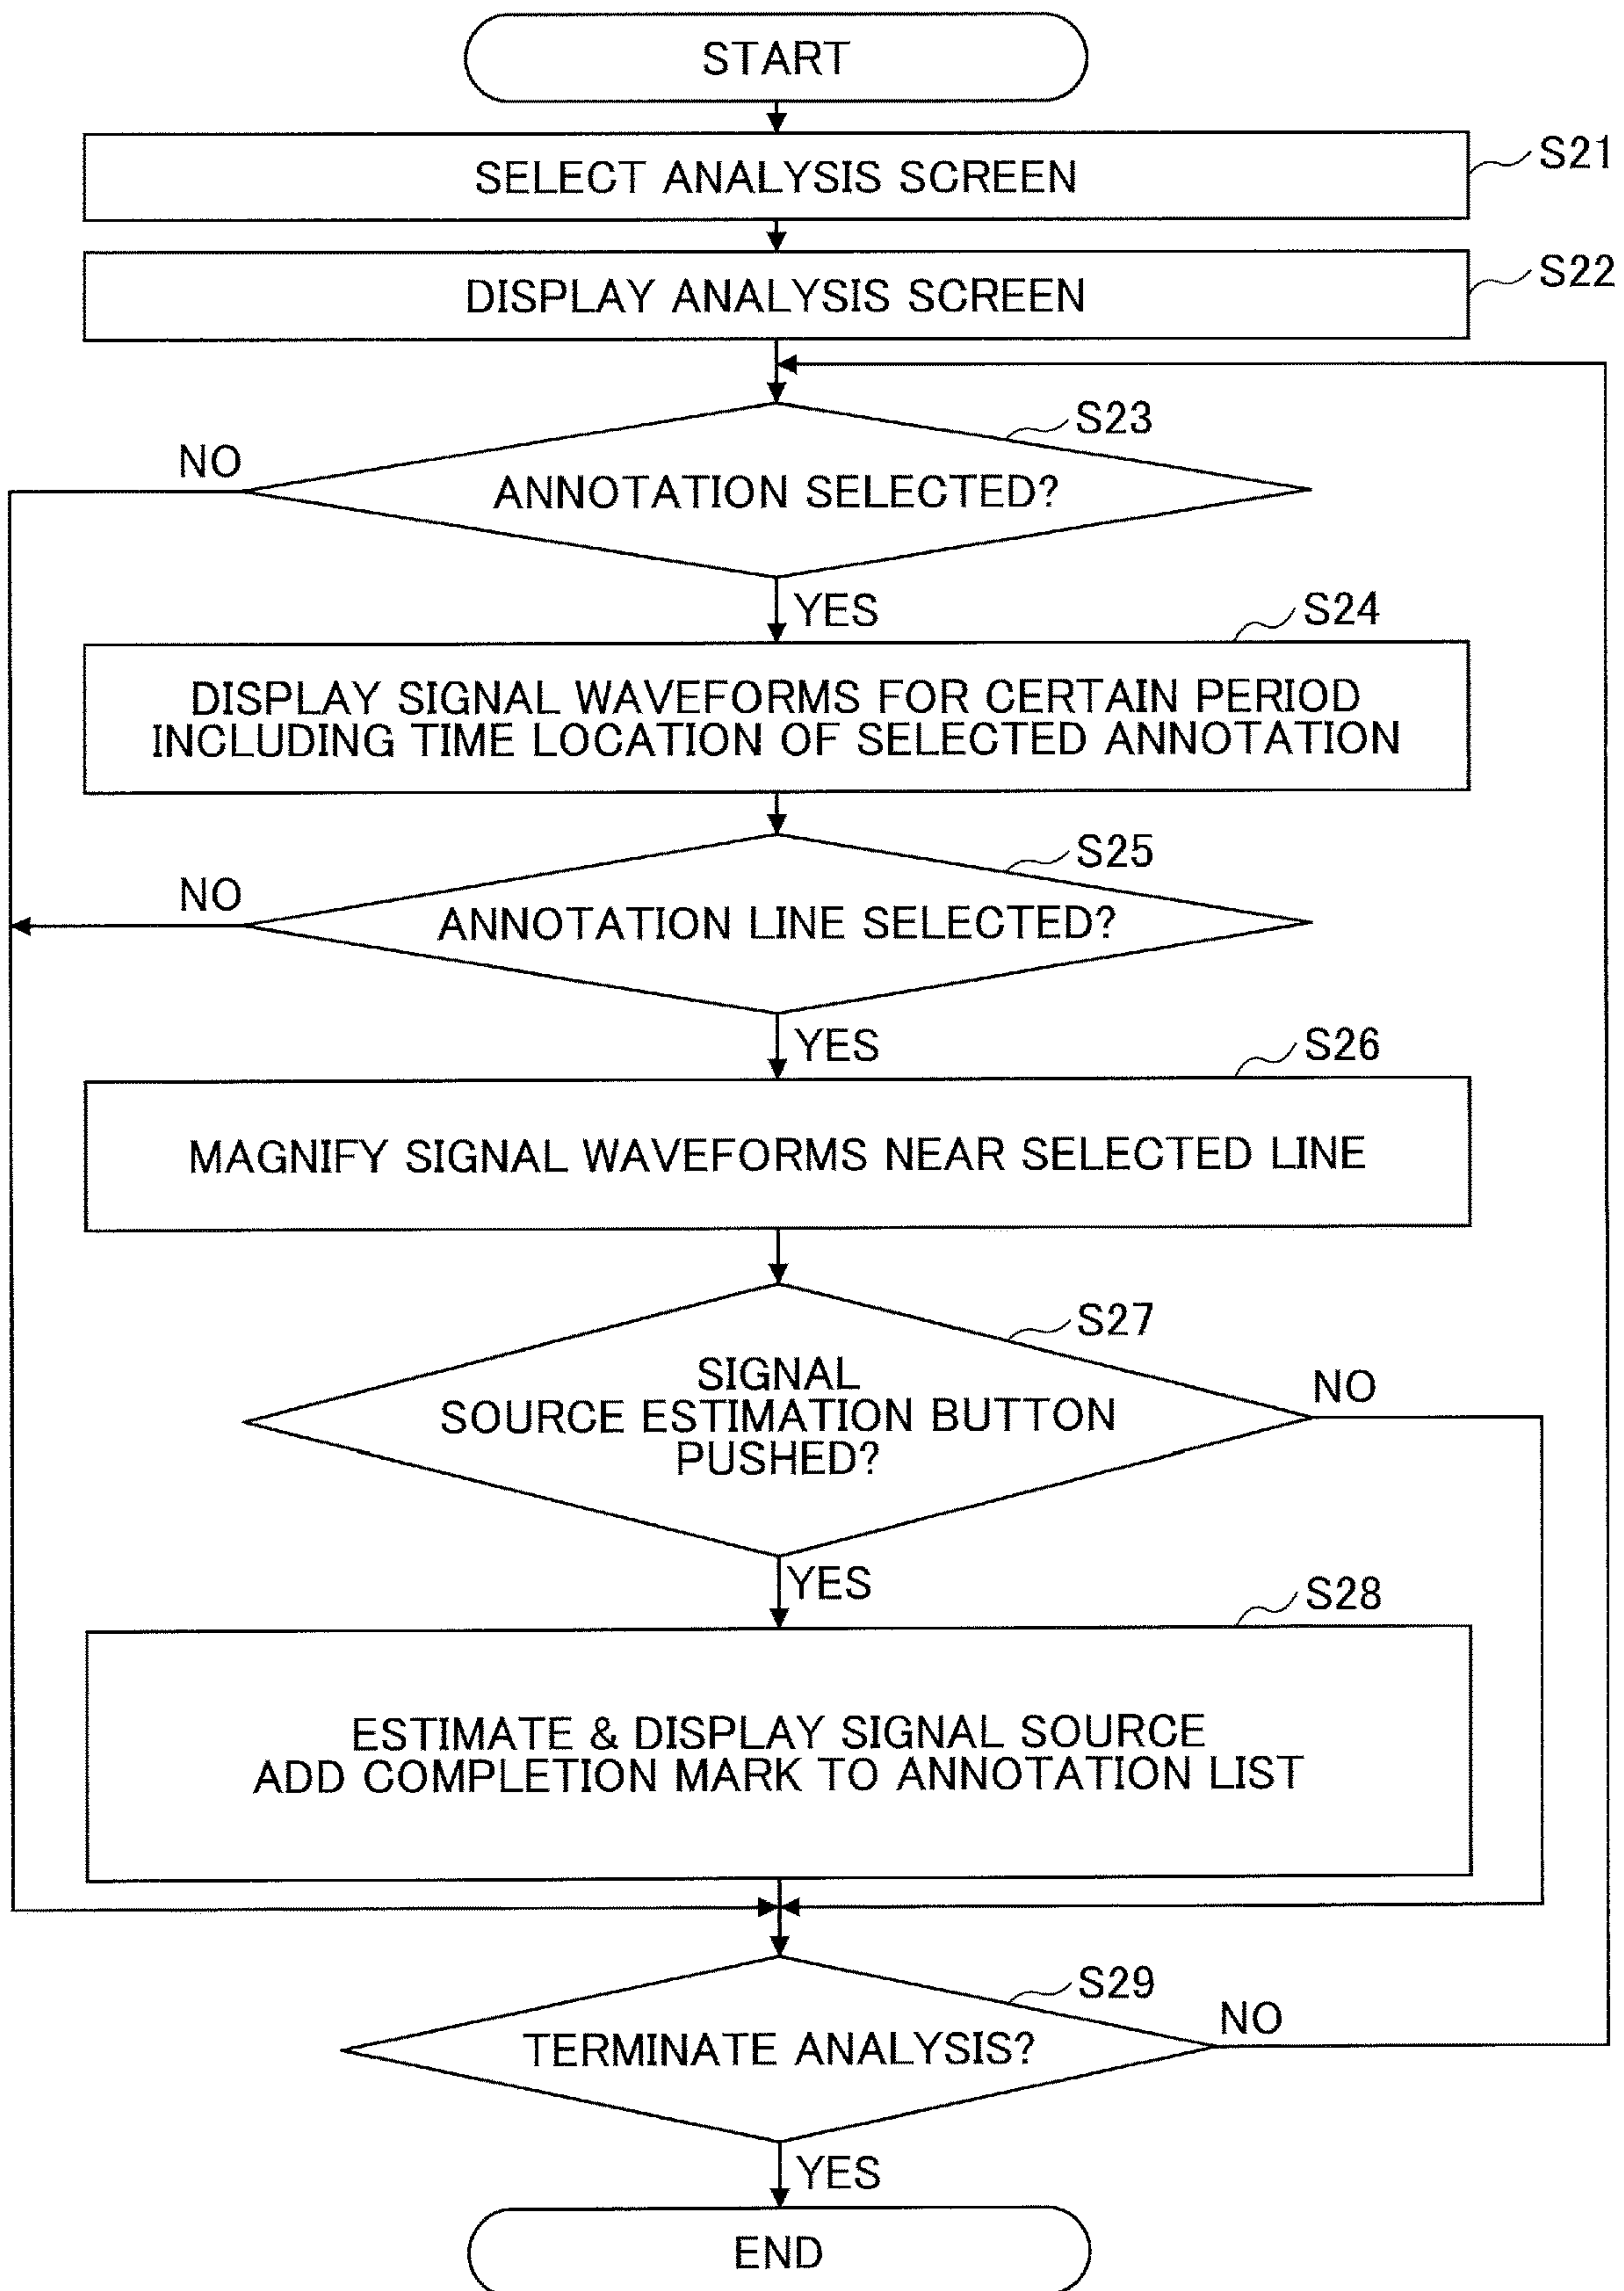 START
SELECT ANALYSIS SCREEN
S21
DISPLAY ANALYSIS SCREEN
S22
S23
NO
ANNOTATION SELECTED?
YES
S24
DISPLAY SIGNAL WAVEFORMS FOR CERTAIN PERIOD
INCLUDING TIME LOCATION OF SELECTED ANNOTATION
S25
NO
ANNOTATION LINE SELECTED?
YES
S26
MAGNIFY SIGNAL WAVEFORMS NEAR SELECTED LINE
S27
SIGNAL
SOURCE ESTIMATION BUTTON
PUSHED?
NO
YES
S28
ESTIMATE & DISPLAY SIGNAL SOURCE
ADD COMPLETION MARK TO ANNOTATION LIST
S29
TERMINATE ANALYSIS?
NO
YES
END